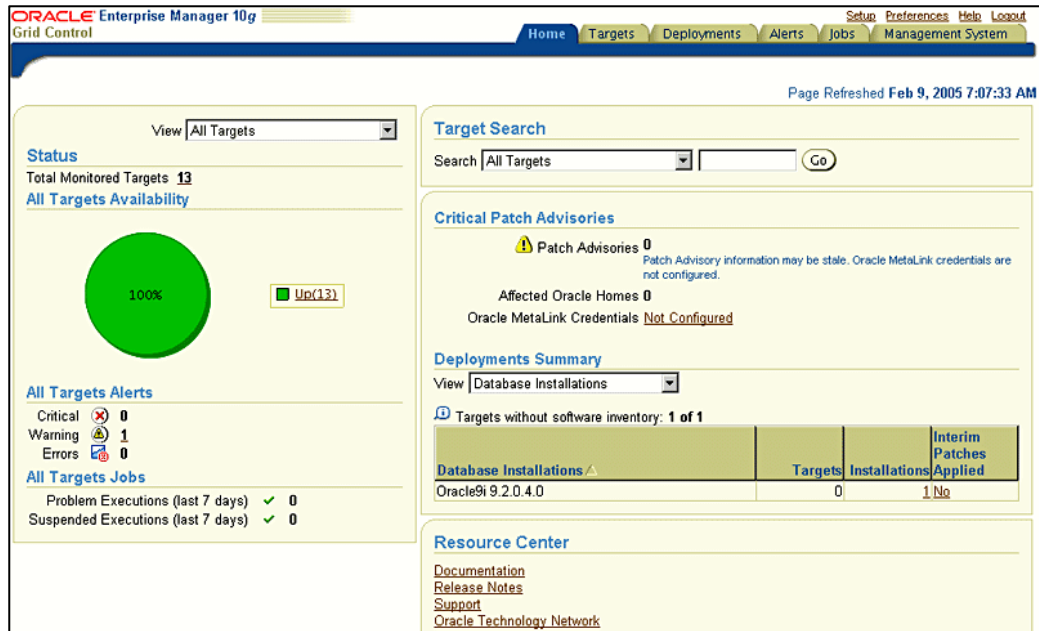 ORACLE Enterprise Manager 10g
Grid Control
Setup Preferences Help Logout
Home Targets Deployments Alerts Jobs Management System
Page Refreshed Feb 9, 2005 7:07:33 AM
View All Targets
Status
Total Monitored Targets 13
All Targets Availability
100%
Up(13)
All Targets Alerts
Critical 0
Warning 1
Errors 0
All Targets Jobs
Problem Executions (last 7 days) 0
Suspended Executions (last 7 days) 0
Target Search
Search All Targets Go
Critical Patch Advisories
Patch Advisories 0
Patch Advisory information may be stale. Oracle MetaLink credentials are
not configured.
Affected Oracle Homes 0
Oracle MetaLink Credentials Not Configured
Deployments Summary
View Database Installations
Targets without software inventory: 1 of 1
Database Installations Targets Installations Interim Patches Applied
Oracle9i 9.2.0.4.0 0 1 No
Resource Center
Documentation
Release Notes
Support
Oracle Technology Network